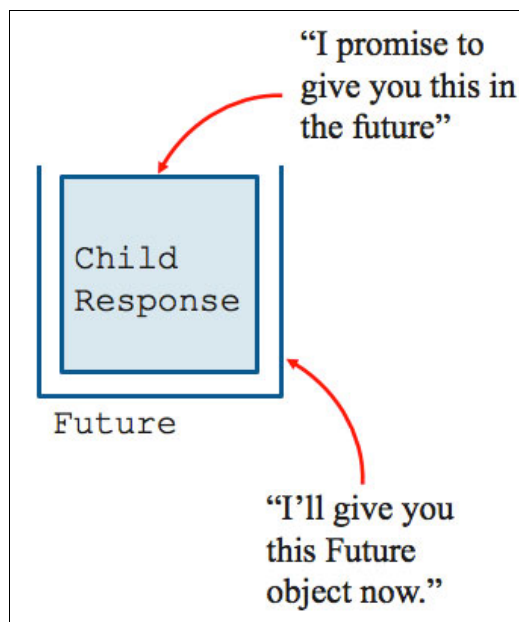 “I promise to
give you this in
the future”
Child
Response
Future
“I’ll give you
this Future
object now.”